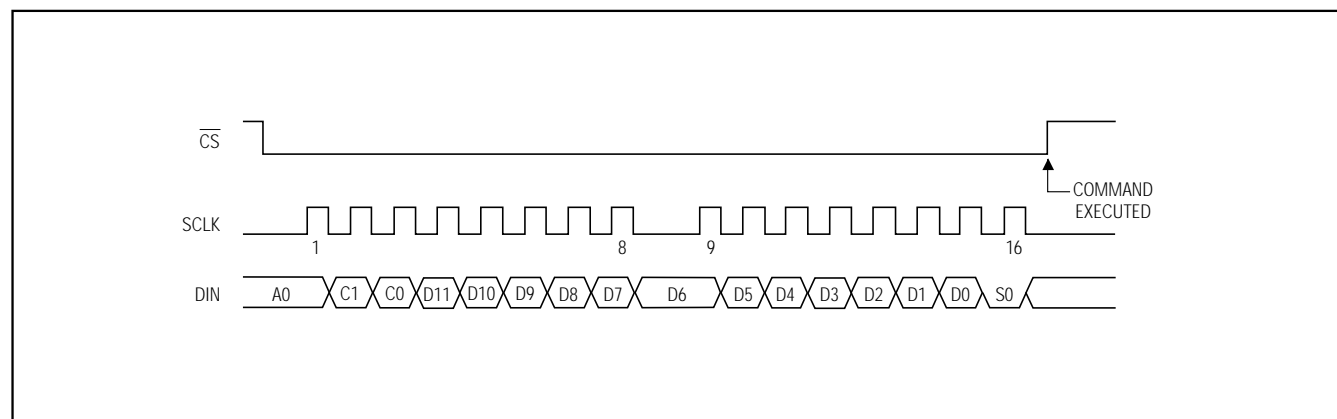 CS
COMMAND
EXECUTED
SCLK
1 8 9 16
DIN A0 C1 C0 D11 D10 D9 D8 D7 D6 D5 D4 D3 D2 D1 D0 S0